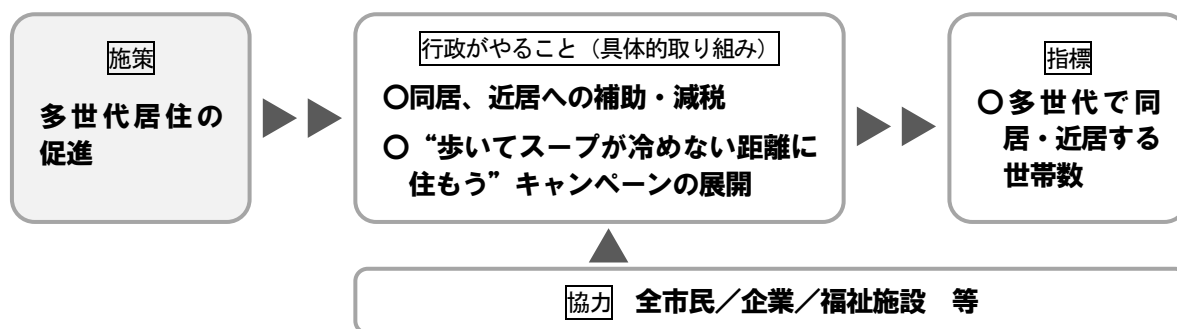 施策
多世代居住の
促進
行政がやること（具体的取り組み）
○同居、近居への補助・減税
○“歩いてスープが冷めない距離に
住もう”キャンペーンの展開
指標
○多世代で同
居・近居する
世帯数
協力 全市民／企業／福祉施設 等